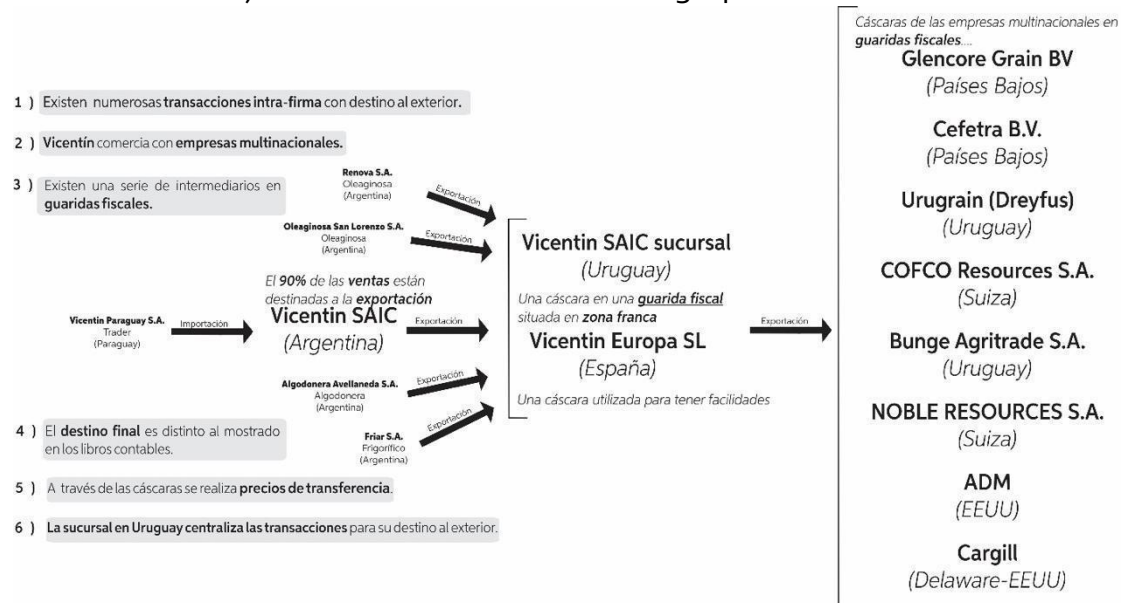 1 ) Existen numerosas transacciones intra-firma con destino al exterior.
2 ) Vicentín comercia con empresas multinacionales.
3 ) Existen una serie de intermediarios en
guaridas fiscales.
Renova S.A.
Oleaginosa
(Argentina)
Exportación
Oleaginosa San Lorenzo S.A.
Oleaginosa
(Argentina)
Exportación
El 90% de las ventas están
destinadas a la exportación
Vicentin Paraguay S.A.
Trader
(Paraguay)
Importación
Vicentin SAIC
(Argentina)
Exportación
Algodonera Avellaneda S.A.
Algodonera
(Argentina)
Exportación
Friar S.A.
Frigorífico
(Argentina)
Exportación
4 ) El destino final es distinto al mostrado
en los libros contables.
5 ) A través de las cáscaras se realiza precios de transferencia.
6 ) La sucursal en Uruguay centraliza las transacciones para su destino al exterior.
Vicentin SAIC sucursal
(Uruguay)
Una cáscara en una guarida fiscal
situada en zona franca
Vicentin Europa SL
(España)
Una cáscara utilizada para tener facilidades
Exportación
Cáscaras de las empresas multinacionales en
guaridas fiscales....
Glencore Grain BV
(Países Bajos)
Cefetra B.V.
(Países Bajos)
Urugrain (Dreyfus)
(Uruguay)
COFCO Resources S.A.
(Suiza)
Bunge Agritrade S.A.
(Uruguay)
NOBLE RESOURCES S.A.
(Suiza)
ADM
(EEUU)
Cargill
(Delaware-EEUU)